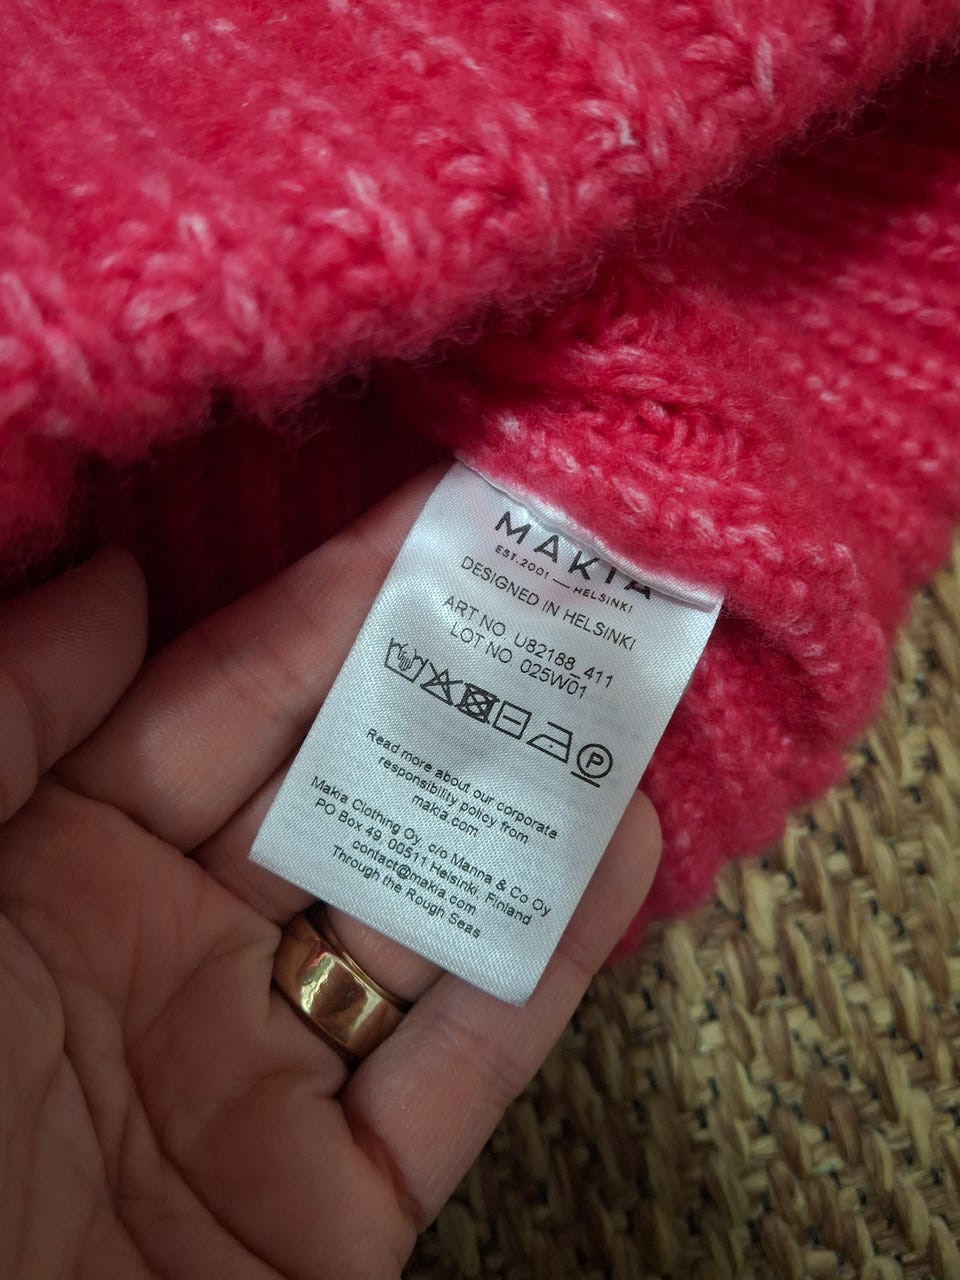 MAKIA
EST.2001 — HELSINKI
DESIGNED IN HELSINKI
ART NO. U82188_411
LOT NO 025W01
P
Read more about our corporate
responsibility policy from
makia.com
Makia Clothing Oy, c/o Manna & Co Oy
PO Box 49, 00511 Helsinki, Finland
contact@makia.com
Through the Rough Seas